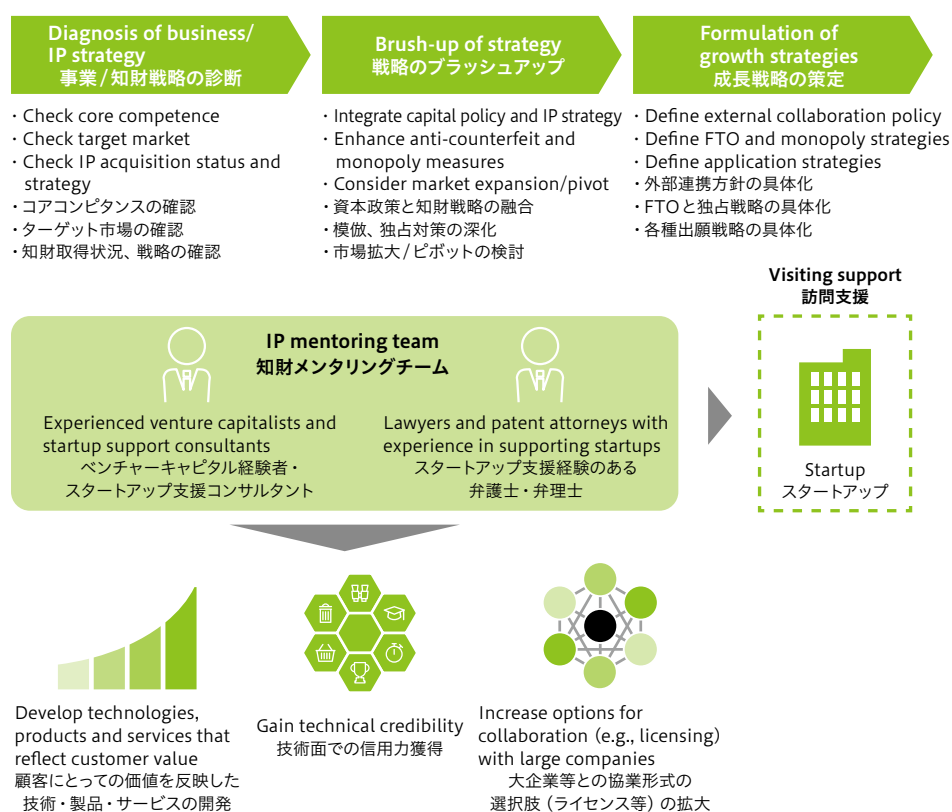 Diagnosis of business/
IP strategy
事業/知財戦略の診断
Brush-up of strategy
戦略のブラッシュアップ
Formulation of
growth strategies
成長戦略の策定
・Check core competence
・Check target market
・Check IP acquisition status and
strategy
・コアコンピタンスの確認
・ターゲット市場の確認
・知財取得状況、戦略の確認
・Integrate capital policy and IP strategy
・Enhance anti-counterfeit and
monopoly measures
・Consider market expansion/pivot
・資本政策と知財戦略の融合
・模倣、独占対策の深化
・市場拡大/ピボットの検討
・Define external collaboration policy
・Define FTO and monopoly strategies
・Define application strategies
・外部連携方針の具体化
・FTOと独占戦略の具体化
・各種出願戦略の具体化
IP mentoring team
知財メンタリングチーム
Experienced venture capitalists and
startup support consultants
ベンチャーキャピタル経験者・
スタートアップ支援コンサルタント
Lawyers and patent attorneys with
experience in supporting startups
スタートアップ支援経験のある
弁護士・弁理士
Visiting support
訪問支援
Startup
スタートアップ
Develop technologies,
products and services that
reflect customer value
顧客にとっての価値を反映した
技術・製品・サービスの開発
Gain technical credibility
技術面での信用力獲得
Increase options for
collaboration (e.g., licensing)
with large companies
大企業等との協業形式の
選択肢(ライセンス等)の拡大